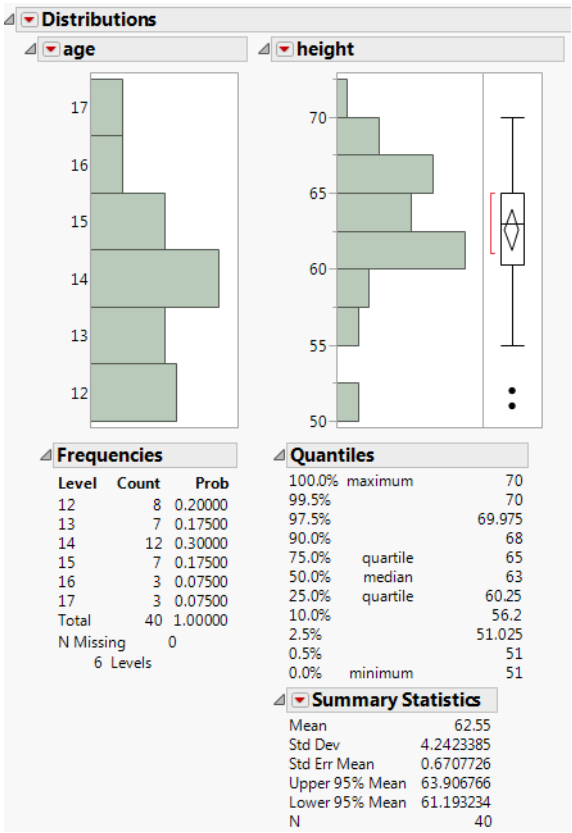 Distributions
age
17
16
15
14
13
12
Frequencies
Level Count Prob
12 8 0.20000
13 7 0.17500
14 12 0.30000
15 7 0.17500
16 3 0.07500
17 3 0.07500
Total 40 1.00000
N Missing 0
6 Levels
height
70
65
60
55
50
Quantiles
100.0% maximum 70
99.5% 70
97.5% 69.975
90.0% 68
75.0% quartile 65
50.0% median 63
25.0% quartile 60.25
10.0% 56.2
2.5% 51.025
0.5% 51
0.0% minimum 51
Summary Statistics
Mean 62.55
Std Dev 4.2423385
Std Err Mean 0.6707726
Upper 95% Mean 63.906766
Lower 95% Mean 61.193234
N 40